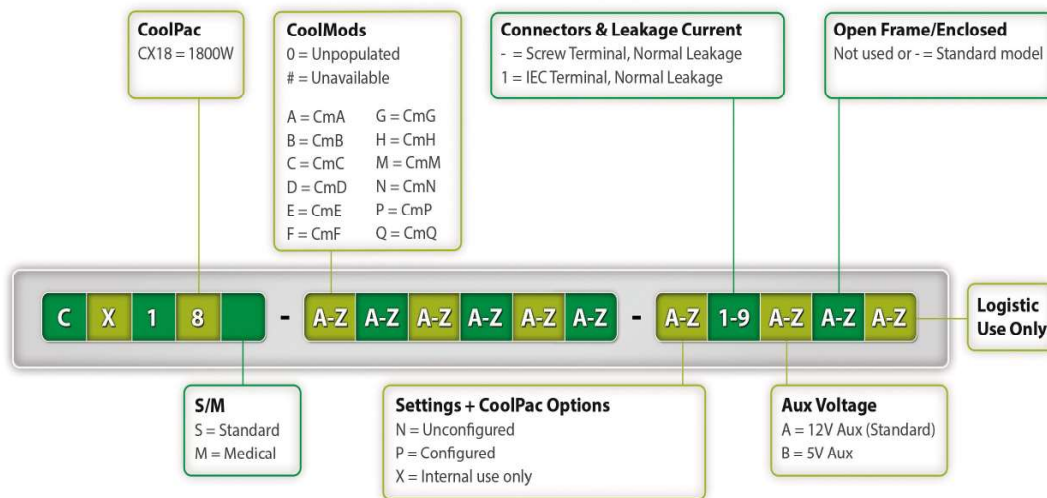 CoolPac
CX18 = 1800W
CoolMods
0 = Unpopulated
# = Unavailable
A = CmA G = CmG
B = CmB H = CmH
C = CmC M = CmM
D = CmD N = CmN
E = CmE P = CmP
F = CmF Q = CmQ
Connectors & Leakage Current
- = Screw Terminal, Normal Leakage
1 = IEC Terminal, Normal Leakage
Open Frame/Enclosed
Not used or - = Standard model
C X 1 8 - A-Z A-Z A-Z A-Z A-Z A-Z - A-Z 1-9 A-Z A-Z A-Z
Logistic
Use Only
S/M
S = Standard
M = Medical
Settings + CoolPac Options
N = Unconfigured
P = Configured
X = Internal use only
Aux Voltage
A = 12V Aux (Standard)
B = 5V Aux